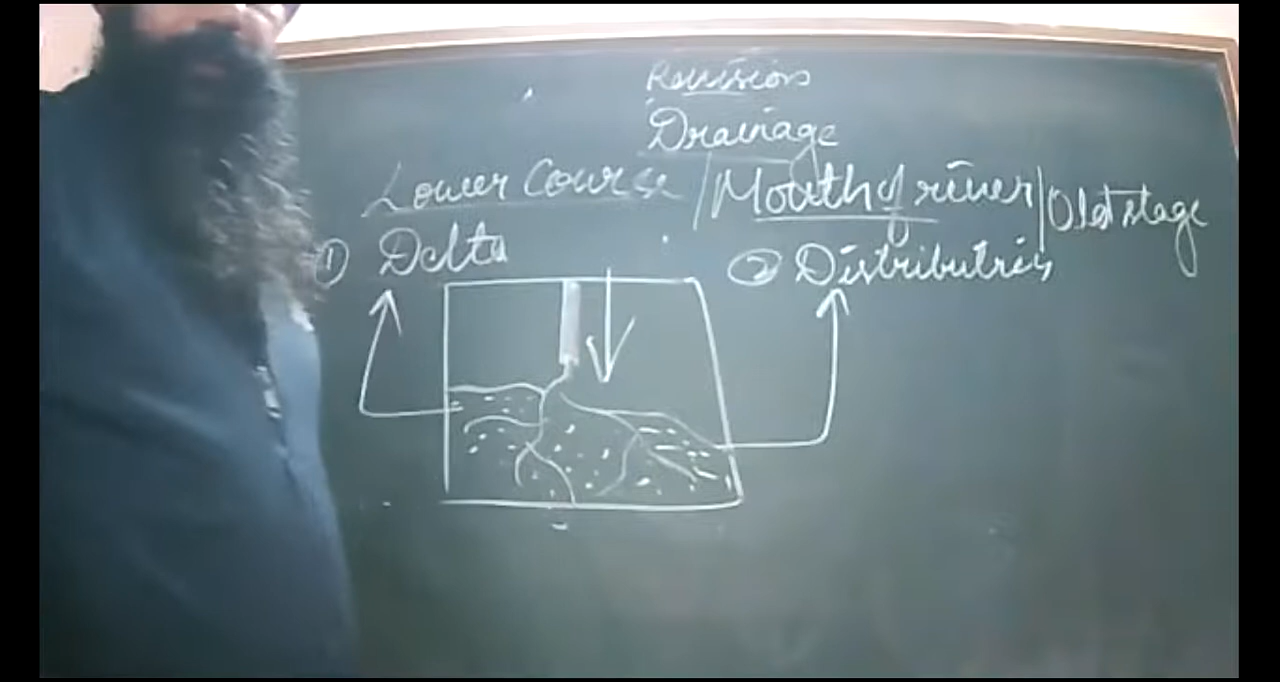 Revision
Drainage
Lower Course / Mouth of river / Old stage
① Delta
② Distributries